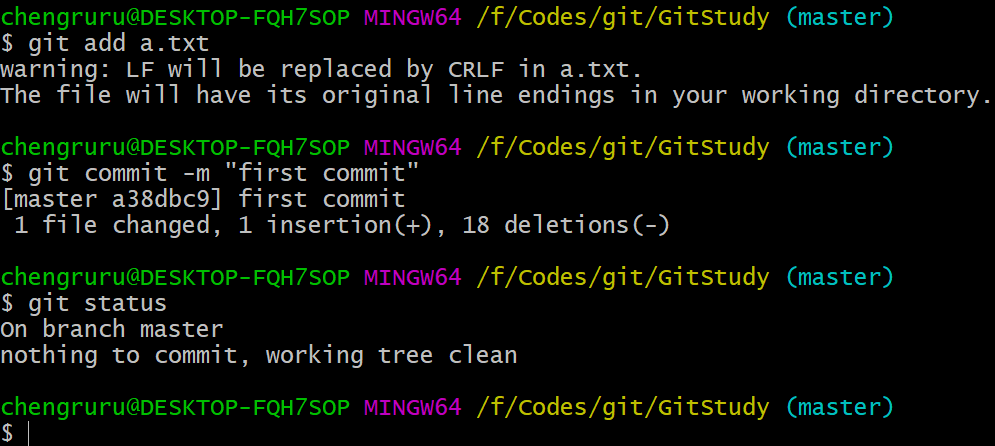 chengruru@DESKTOP-FQH7SOP MINGW64 /f/Codes/git/GitStudy (master)
$ git add a.txt
warning: LF will be replaced by CRLF in a.txt.
The file will have its original line endings in your working directory.
chengruru@DESKTOP-FQH7SOP MINGW64 /f/Codes/git/GitStudy (master)
$ git commit -m "first commit"
[master a38dbc9] first commit
 1 file changed, 1 insertion(+), 18 deletions(-)
chengruru@DESKTOP-FQH7SOP MINGW64 /f/Codes/git/GitStudy (master)
$ git status
On branch master
nothing to commit, working tree clean
chengruru@DESKTOP-FQH7SOP MINGW64 /f/Codes/git/GitStudy (master)
$